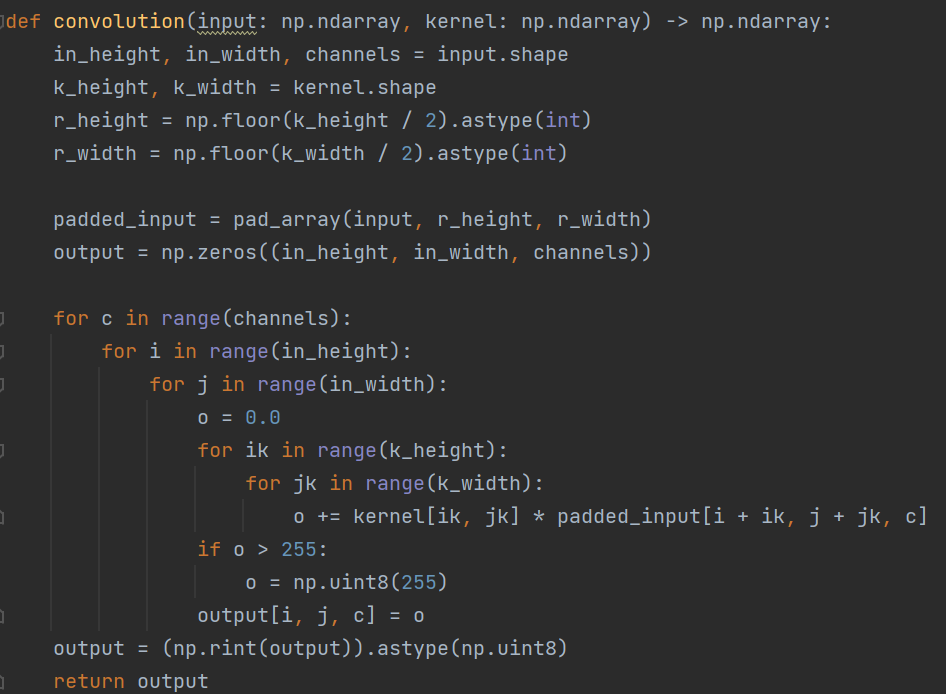 def convolution(input: np.ndarray, kernel: np.ndarray) -> np.ndarray:
    in_height, in_width, channels = input.shape
    k_height, k_width = kernel.shape
    r_height = np.floor(k_height / 2).astype(int)
    r_width = np.floor(k_width / 2).astype(int)

    padded_input = pad_array(input, r_height, r_width)
    output = np.zeros((in_height, in_width, channels))

    for c in range(channels):
        for i in range(in_height):
            for j in range(in_width):
                o = 0.0
                for ik in range(k_height):
                    for jk in range(k_width):
                        o += kernel[ik, jk] * padded_input[i + ik, j + jk, c]
                if o > 255:
                    o = np.uint8(255)
                output[i, j, c] = o
    output = (np.rint(output)).astype(np.uint8)
    return output